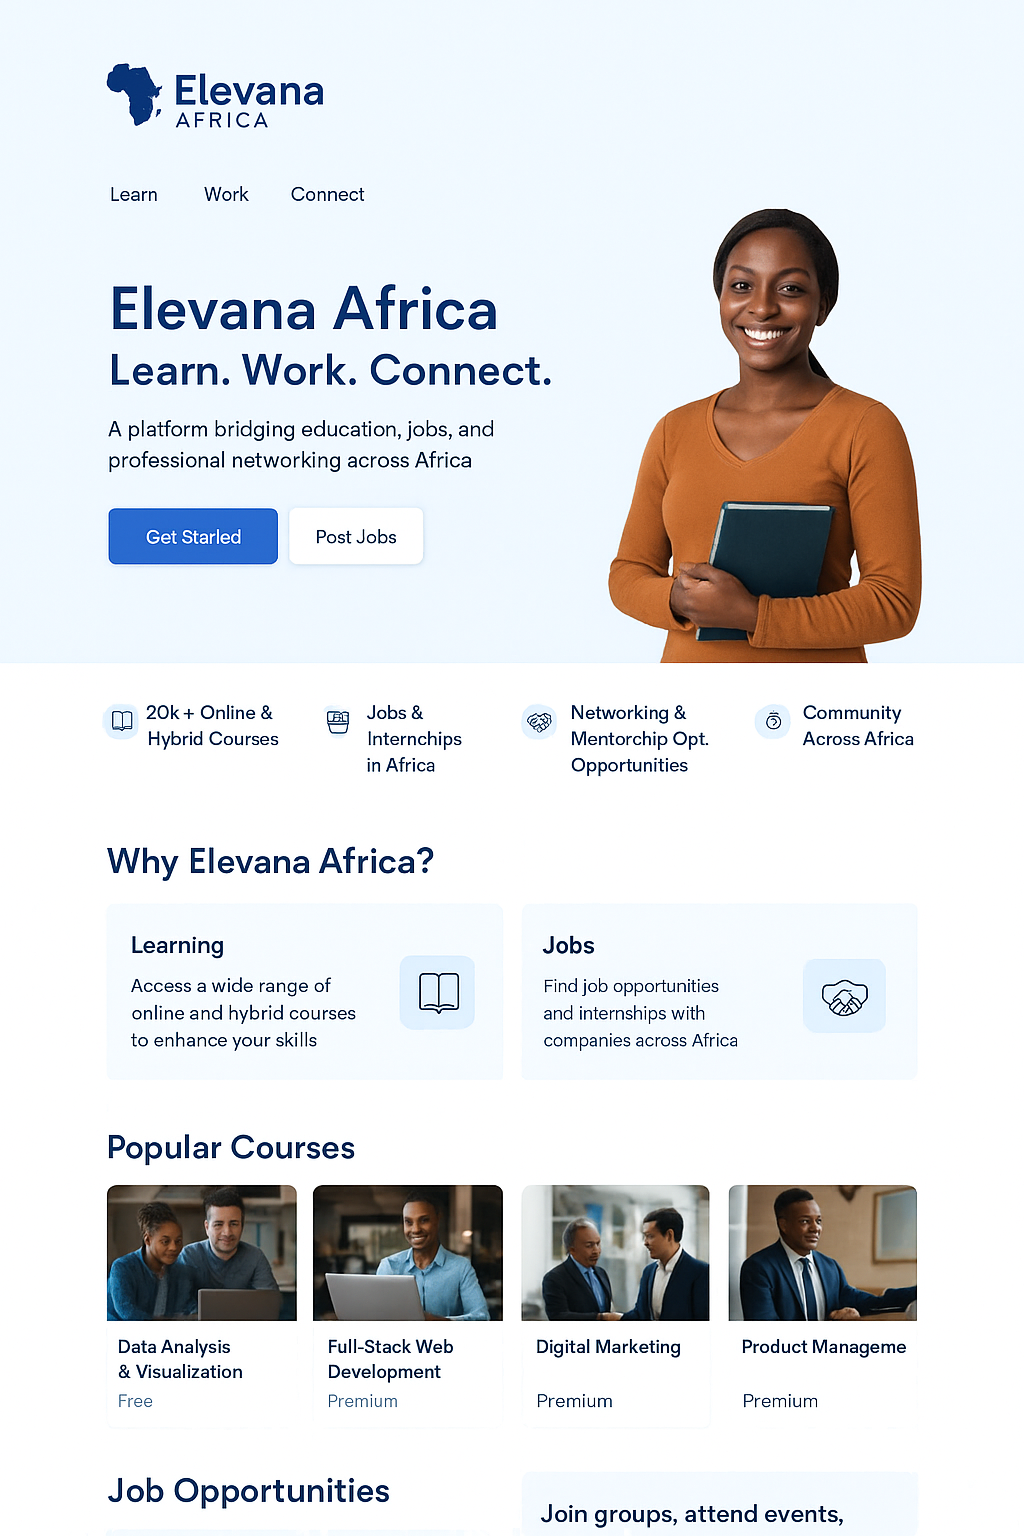 Elevana
AFRICA
Learn Work Connect
Elevana Africa
Learn. Work. Connect.
A platform bridging education, jobs, and
professional networking across Africa
Get Starled
Post Jobs
20k+ Online &
Hybrid Courses
Jobs &
Internchips
in Africa
Networking &
Mentorchip Opt.
Opportunities
Community
Across Africa
Why Elevana Africa?
Learning
Access a wide range of
online and hybrid courses
to enhance your skills
Jobs
Find job opportunities
and internships with
companies across Africa
Popular Courses
Data Analysis
& Visualization
Free
Full-Stack Web
Development
Premium
Digital Marketing
Premium
Product Manageme
Premium
Job Opportunities
Join groups, attend events,